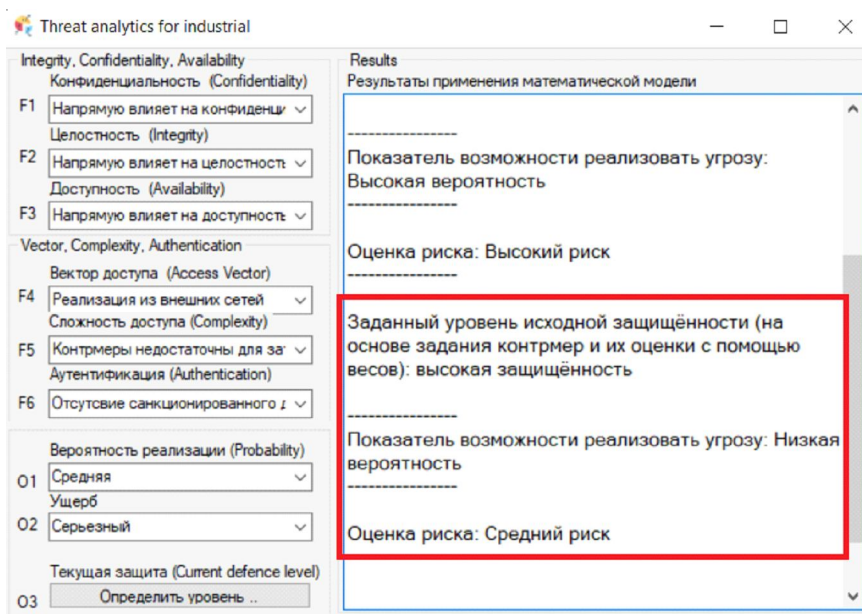 Threat analytics for industrial
Integrity, Confidentiality, Availability
Конфиденциальность (Confidentiality)
F1 Напрямую влияет на конфиденци
Целостность (Integrity)
F2 Напрямую влияет на целостность
Доступность (Availability)
F3 Напрямую влияет на доступность
Vector, Complexity, Authentication
Вектор доступа (Access Vector)
F4 Реализация из внешних сетей
Сложность доступа (Complexity)
F5 Контрмеры недостаточны для за
Аутентификация (Authentication)
F6 Отсутсвие санкционированного д
Вероятность реализации (Probability)
O1 Средняя
Ущерб
O2 Серьезный
Текущая защита (Current defence level)
O3 Определить уровень ..
Results
Результаты применения математической модели
----------------
Показатель возможности реализовать угрозу:
Высокая вероятность
----------------
Оценка риска: Высокий риск
----------------
Заданный уровень исходной защищённости (на
основе задания контрмер и их оценки с помощью
весов): высокая защищённость
----------------
Показатель возможности реализовать угрозу: Низкая
вероятность
----------------
Оценка риска: Средний риск